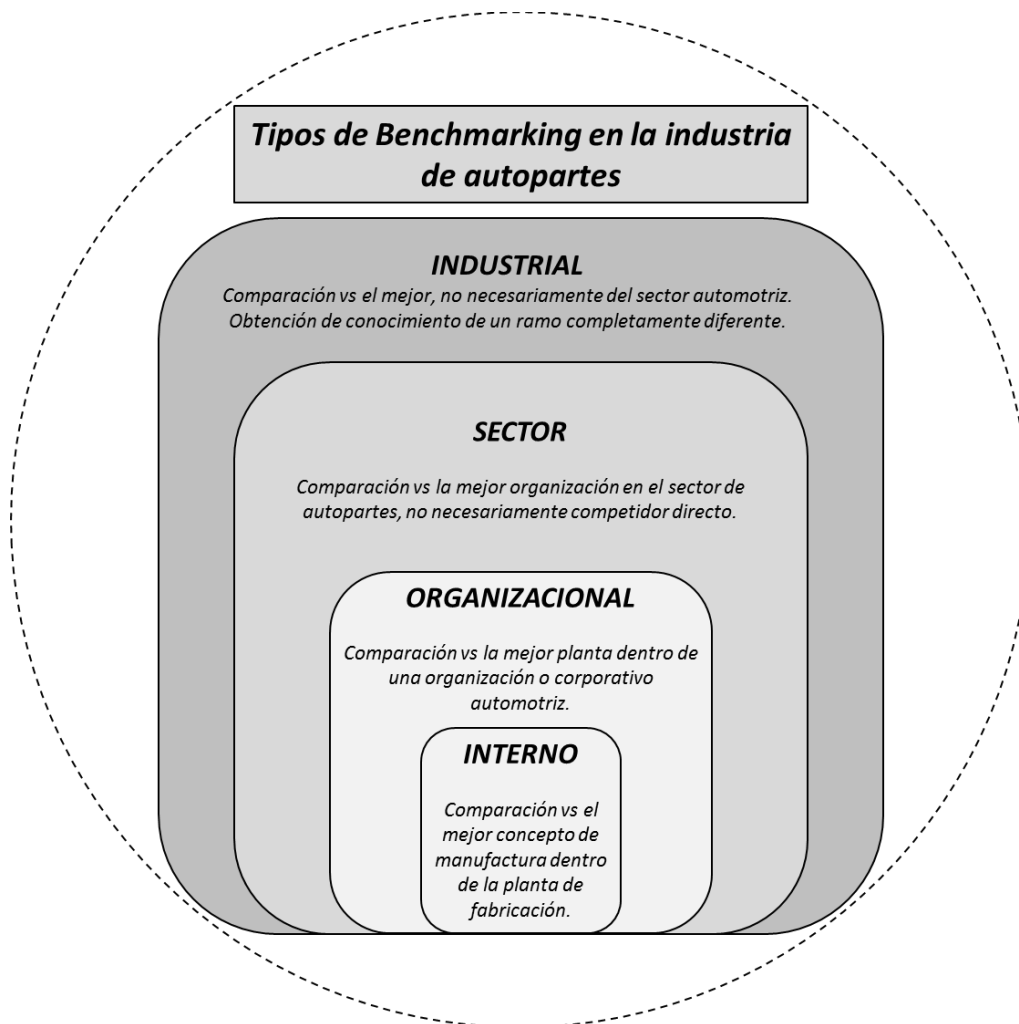 Tipos de Benchmarking en la industria
de autopartes
INDUSTRIAL
Comparación vs el mejor, no necesariamente del sector automotriz.
Obtención de conocimiento de un ramo completamente diferente.
SECTOR
Comparación vs la mejor organización en el sector de
autopartes, no necesariamente competidor directo.
ORGANIZACIONAL
Comparación vs la mejor planta dentro de
una organización o corporativo
automotriz.
INTERNO
Comparación vs el
mejor concepto de
manufactura dentro
de la planta de
fabricación.